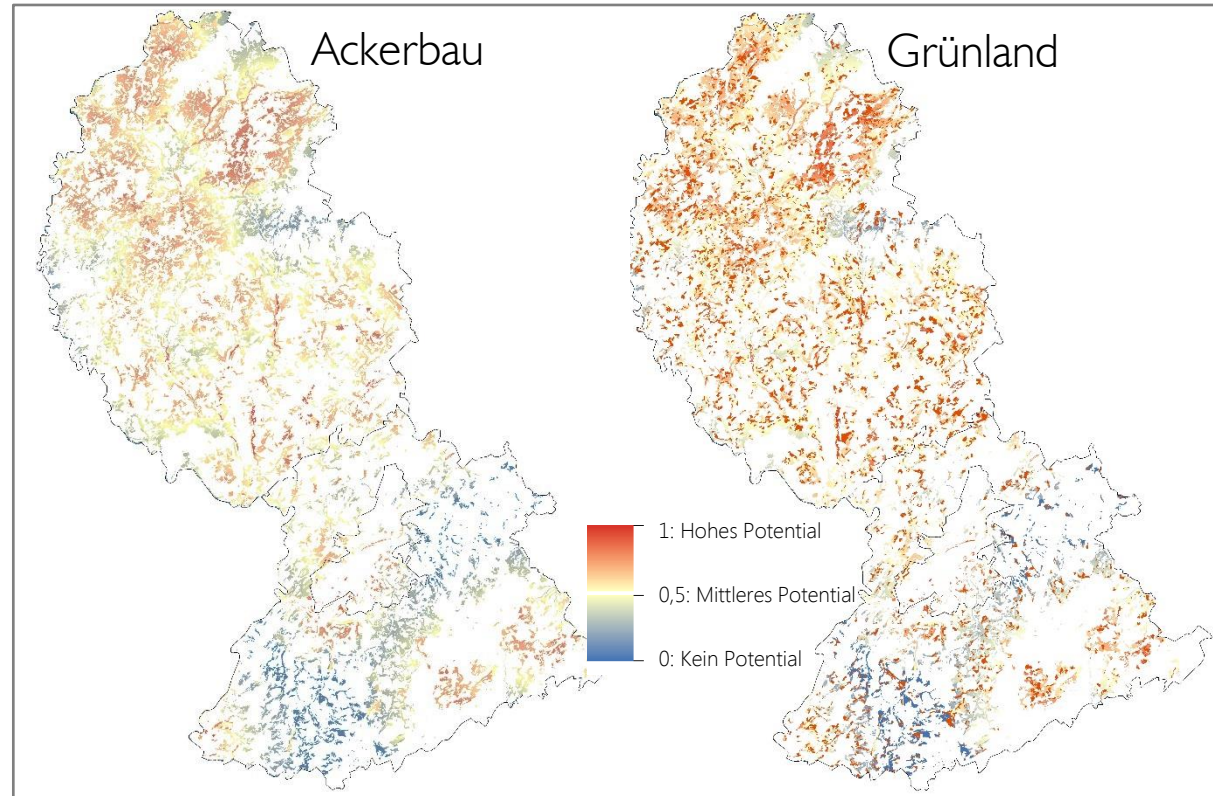 Ackerbau
Grünland
1: Hohes Potential
0,5: Mittleres Potential
0: Kein Potential